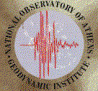 NATIONAL OBSERVATORY OF ATHENS
GEODYNAMIC INSTITUTE